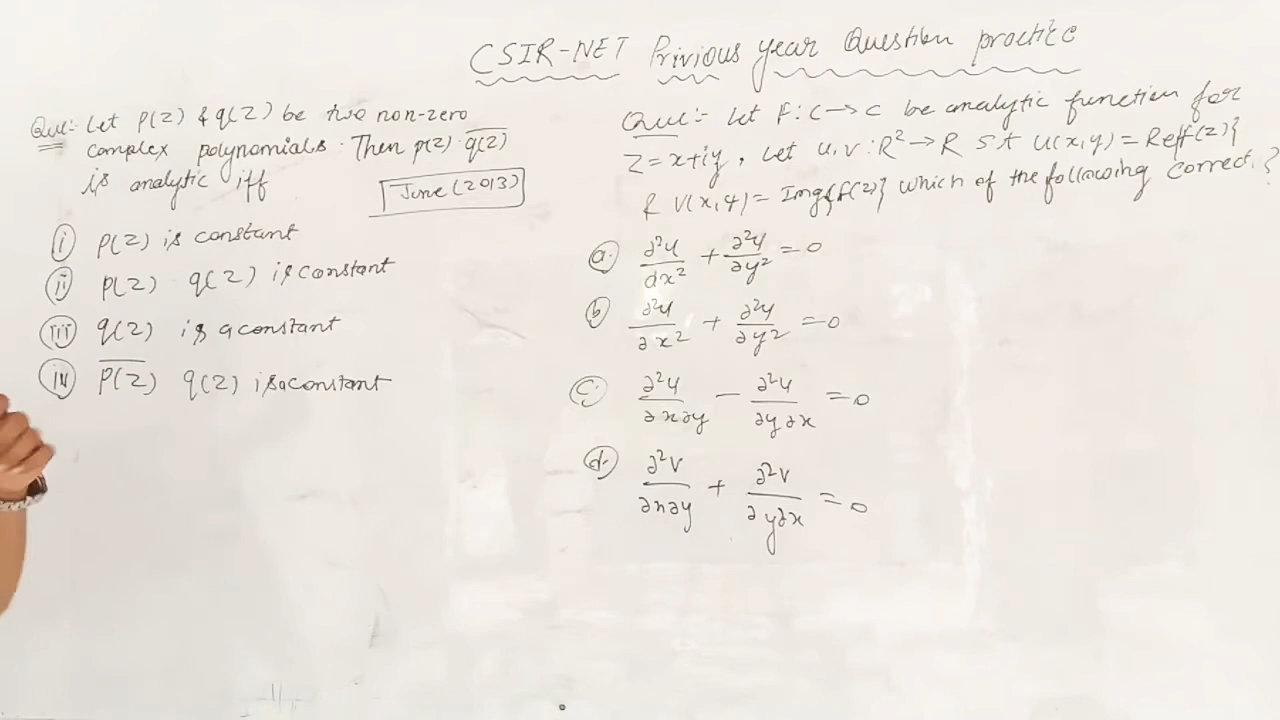 CSIR-NET Privious year Question practice
Que:- Let p(z) & q(z) be two non-zero
complex polynomials. Then p(z)·q̅(̅z̅)̅
is analytic iff
June (2013)
(i) p(z) is constant
(ii) p(z) q(z) is constant
(iii) q(z) is a constant
(iv) p̅(̅z̅)̅ q(z) is a constant
Que:- Let F: C→C be analytic function for
z=x+iy, Let u,v: R²→R s.t u(x,y)=Re{f(z)}
& v(x,y)=Img{f(z)} which of the following correct.?
(a.) ∂²u/∂x² + ∂²u/∂y² =0
(b) ∂²u/∂x² + ∂²u/∂y² =0
(c) ∂²u/∂x∂y − ∂²u/∂y∂x =0
(d.) ∂²v/∂x∂y + ∂²v/∂y∂x =0